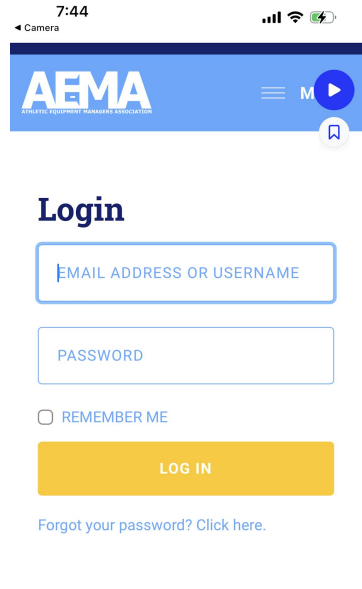 7:44
◀ Camera
AEMA
ATHLETIC EQUIPMENT MANAGERS ASSOCIATION
Login
EMAIL ADDRESS OR USERNAME
PASSWORD
REMEMBER ME
LOG IN
Forgot your password? Click here.